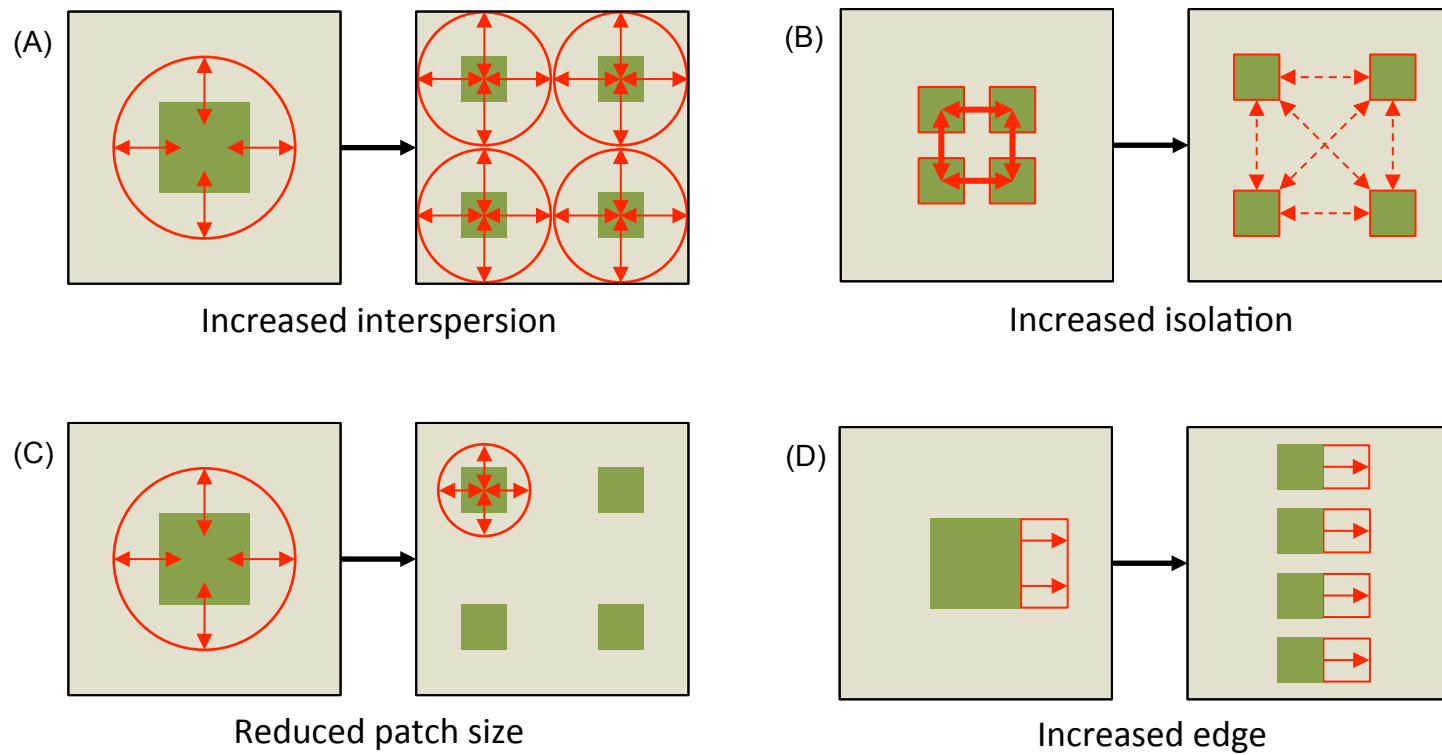 (A)
Increased interspersion
(B)
Increased isolation
(C)
Reduced patch size
(D)
Increased edge